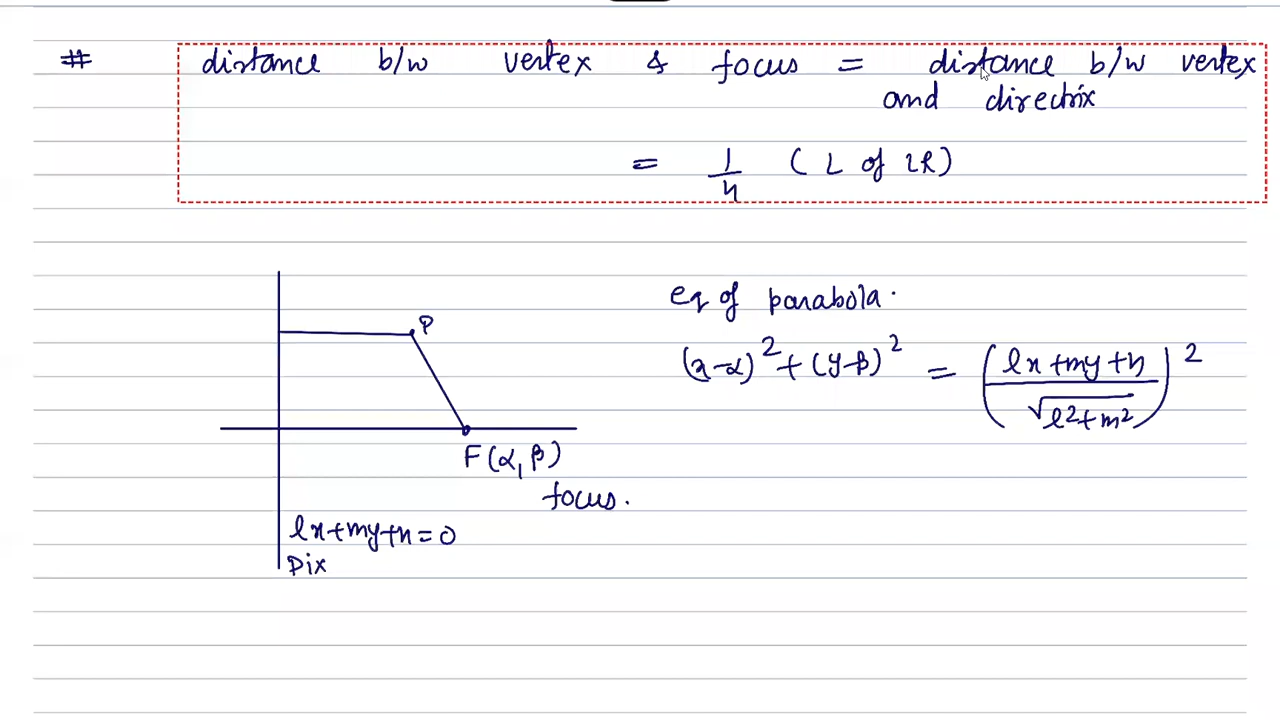 # distance b/w vertex & focus = distance b/w vertex
and directrix
= 1/4 (L of LR)
eq of parabola.
P
(x-α)² + (y-β)² = (lx+my+n/√l²+m²)²
F(α, β)
focus.
lx+my+n=0
Dix